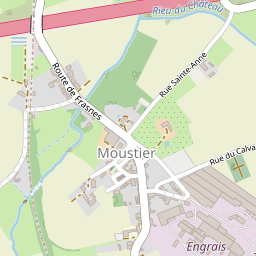 Rieu du Château
Rue Sainte-Anne
Route de Frasnes
Moustier
Rue du Calva
Engrais